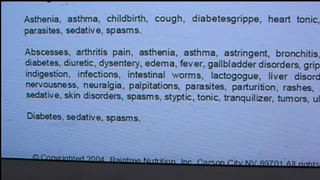 Asthenia, asthma, childbirth, cough, diabetesgrippe, heart tonic,
parasites, sedative, spasms.
Abscesses, arthritis pain, asthenia, asthma, astringent, bronchitis,
diabetes, diuretic, dysentery, edema, fever, gallbladder disorders, grip
indigestion, infections, intestinal worms, lactogogue, liver disord
nervousness, neuralgia, palpitations, parasites, parturition, rashes,
sedative, skin disorders, spasms, styptic, tonic, tranquilizer, tumors, ul
Diabetes, sedative, spasms.
© Copyrighted 2004 Raintree Nutrition, Inc. Carson City NV 89701 All rights